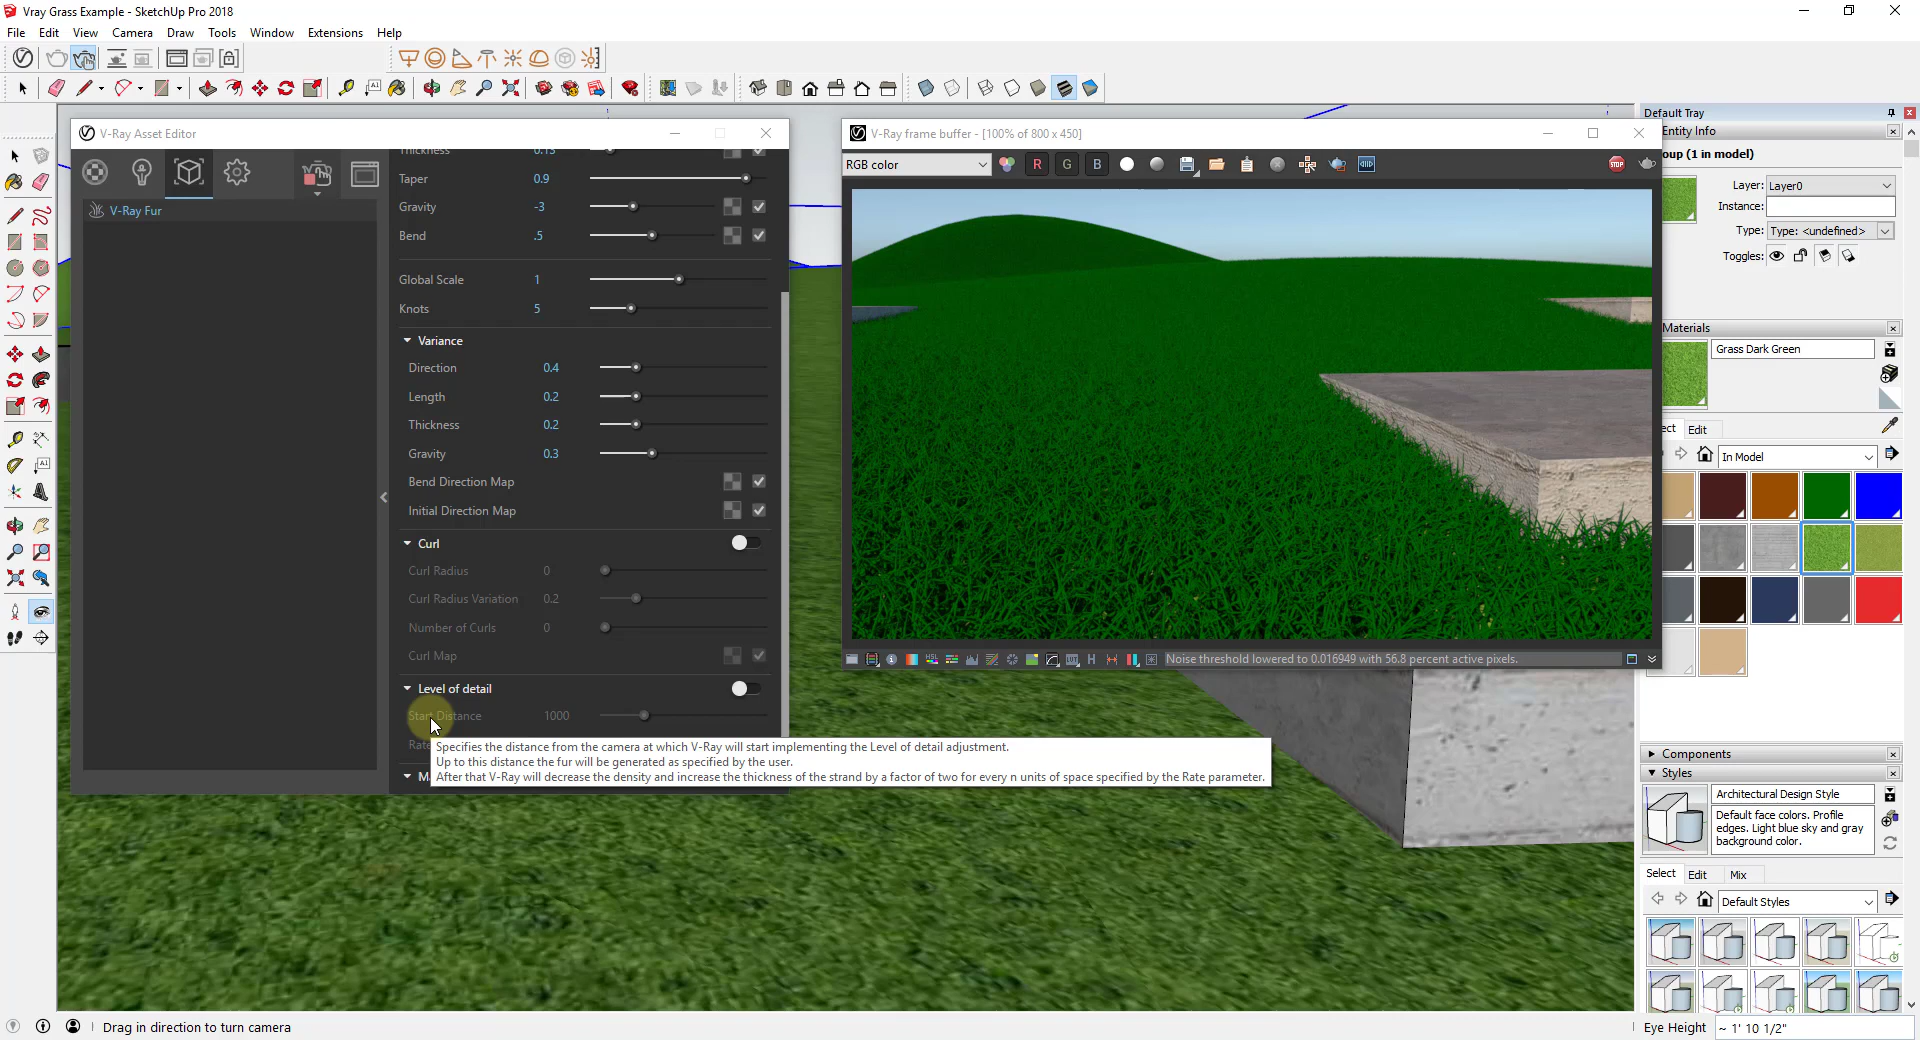 Vray Grass Example - SketchUp Pro 2018
File Edit View Camera Draw Tools Window Extensions Help
V-Ray Asset Editor
V-Ray Fur
Thickness 0.13
Taper 0.9
Gravity -3
Bend .5
Global Scale 1
Knots 5
Variance
Direction 0.4
Length 0.2
Thickness 0.2
Gravity 0.3
Bend Direction Map
Initial Direction Map
Curl
Curl Radius 0
Curl Radius Variation 0.2
Number of Curls 0
Curl Map
Level of detail
Start Distance 1000
Rate
Specifies the distance from the camera at which V-Ray will start implementing the Level of detail adjustment.
Up to this distance the fur will be generated as specified by the user.
After that V-Ray will decrease the density and increase the thickness of the strand by a factor of two for every n units of space specified by the Rate parameter.
V-Ray frame buffer - [100% of 800 x 450]
RGB color
R G B
STOP
HSL
LUT
H
Noise threshold lowered to 0.016949 with 56.8 percent active pixels.
Default Tray
Entity Info
oup (1 in model)
Layer: Layer0
Instance:
Type: Type: <undefined>
Toggles:
Materials
Grass Dark Green
ect Edit
In Model
Components
Styles
Architectural Design Style
Default face colors. Profile
edges. Light blue sky and gray
background color.
Select Edit Mix
Default Styles
Drag in direction to turn camera
Eye Height ~ 1' 10 1/2"